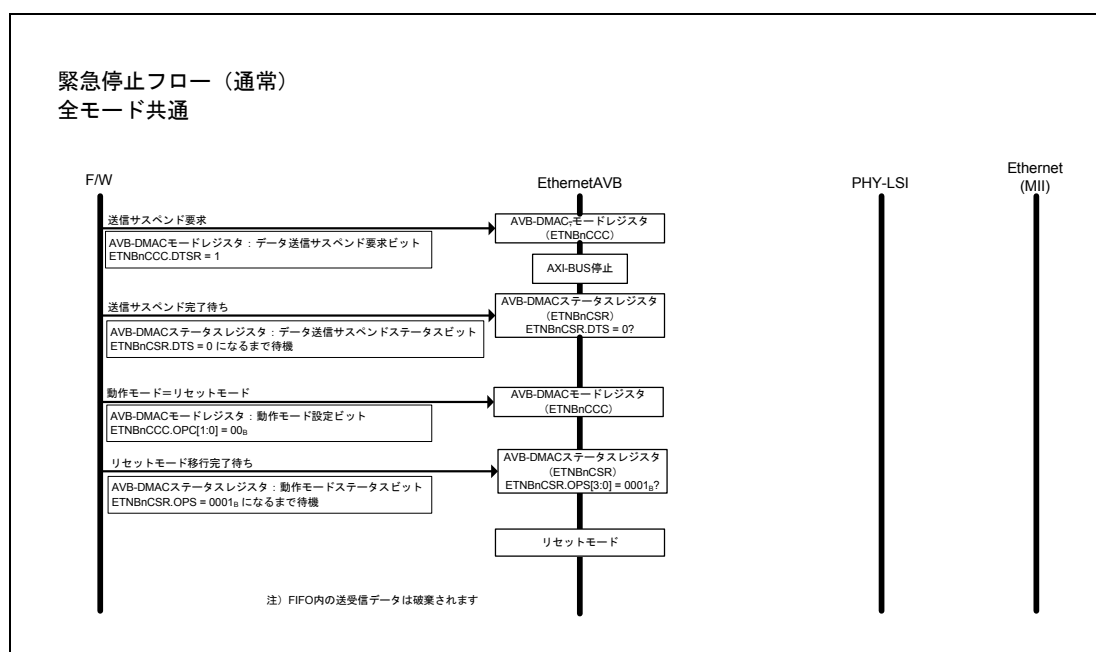 緊急停止フロー（通常）
全モード共通
F/W
EthernetAVB
PHY-LSI
Ethernet
(MII)
送信サスペンド要求
AVB-DMACモードレジスタ：データ送信サスペンド要求ビット
ETNBnCCC.DTSR = 1
AVB-DMAC,モードレジスタ
（ETNBnCCC）
AXI-BUS停止
送信サスペンド完了待ち
AVB-DMACステータスレジスタ：データ送信サスペンドステータスビット
ETNBnCSR.DTS = 0 になるまで待機
AVB-DMACステータスレジスタ
（ETNBnCSR）
ETNBnCSR.DTS = 0?
動作モード＝リセットモード
AVB-DMACモードレジスタ：動作モード設定ビット
ETNBnCCC.OPC[1:0] = 00B
AVB-DMACモードレジスタ
（ETNBnCCC）
リセットモード移行完了待ち
AVB-DMACステータスレジスタ：動作モードステータスビット
ETNBnCSR.OPS = 0001B になるまで待機
AVB-DMACステータスレジスタ
（ETNBnCSR）
ETNBnCSR.OPS[3:0] = 0001B?
リセットモード
注）FIFO内の送受信データは破棄されます